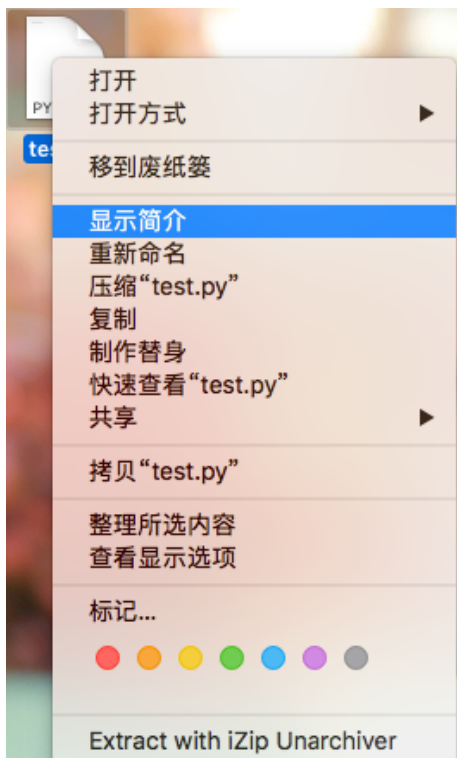 PY
tes
打开
打开方式
移到废纸篓
显示简介
重新命名
压缩“test.py”
复制
制作替身
快速查看“test.py”
共享
拷贝“test.py”
整理所选内容
查看显示选项
标记...
Extract with iZip Unarchiver